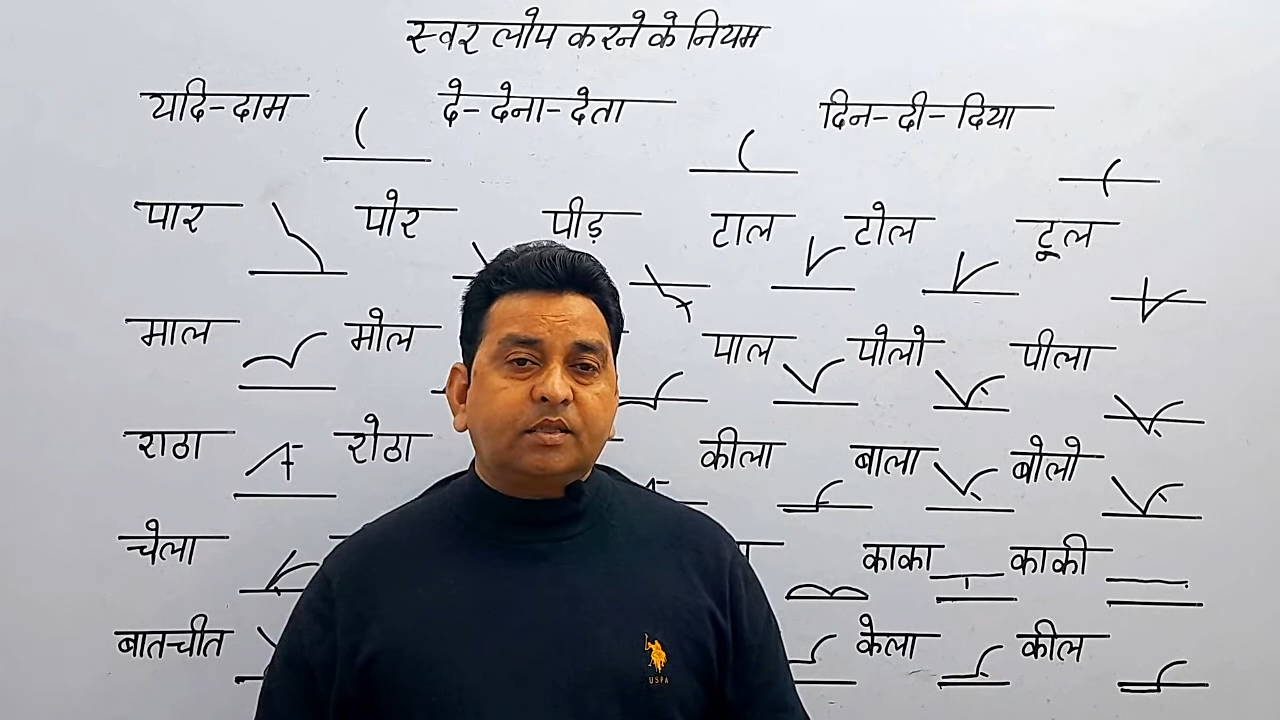 स्वर लोप करने के नियम
यदि-दाम दे-देना-देता दिन-दी-दिया
पार पोर पीड़ टाल टोल टूल
माल मोल पाल पोलो पीला
राठा रोठा कीला बाला बोलो
चेला काका काकी
बातचीत केला कील
USPA